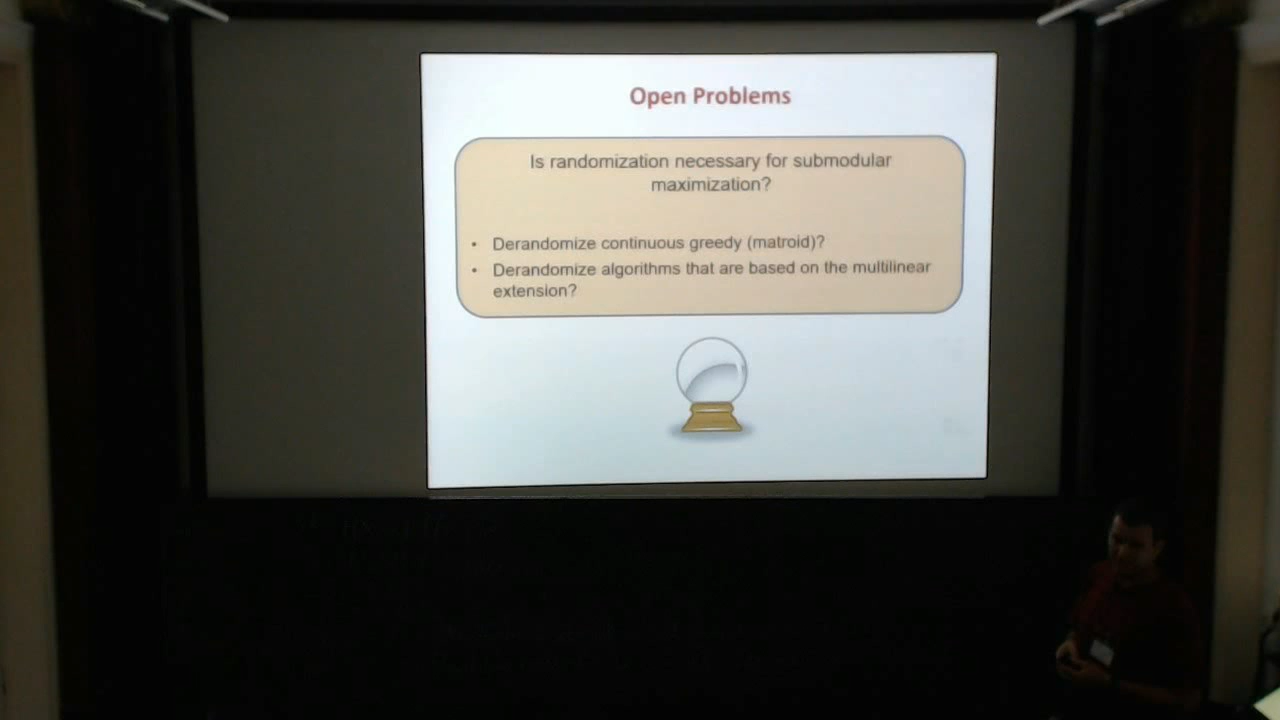 Open Problems
Is randomization necessary for submodular
maximization?
• Derandomize continuous greedy (matroid)?
• Derandomize algorithms that are based on the multilinear
extension?